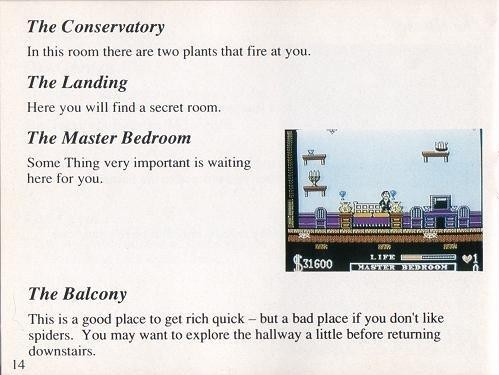 The Conservatory
In this room there are two plants that fire at you.
The Landing
Here you will find a secret room.
The Master Bedroom
Some Thing very important is waiting
here for you.
$31600
LIFE
1
MASTER BEDROOM
0
The Balcony
This is a good place to get rich quick – but a bad place if you don't like
spiders. You may want to explore the hallway a little before returning
downstairs.
14